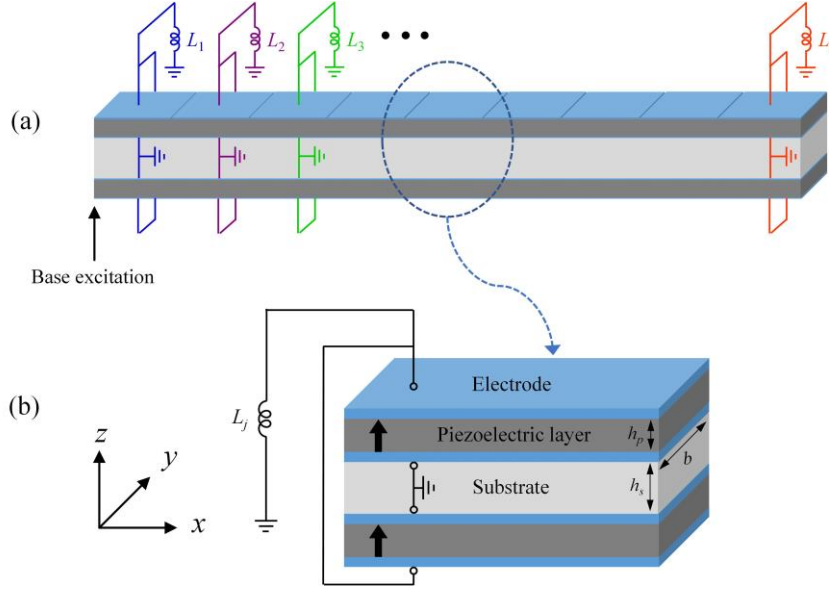 L1 L2 L3 • • • L
(a)
Base excitation
(b)
Lj
Electrode
Piezoelectric layer
hp
b
Substrate
hs
z
y
x